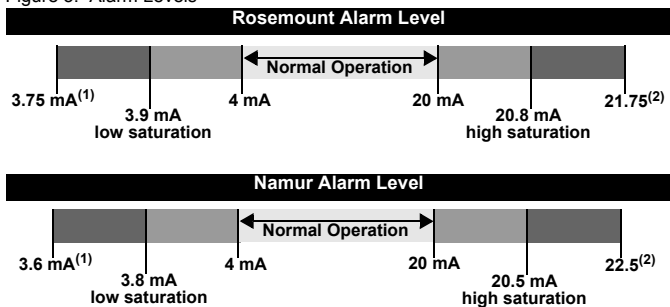 Figure 5. Alarm Levels
Rosemount Alarm Level
Normal Operation
3.75 mA(1)
4 mA
20 mA
21.75(2)
3.9 mA
low saturation
20.8 mA
high saturation
Namur Alarm Level
Normal Operation
3.6 mA(1)
4 mA
20 mA
22.5(2)
3.8 mA
low saturation
20.5 mA
high saturation